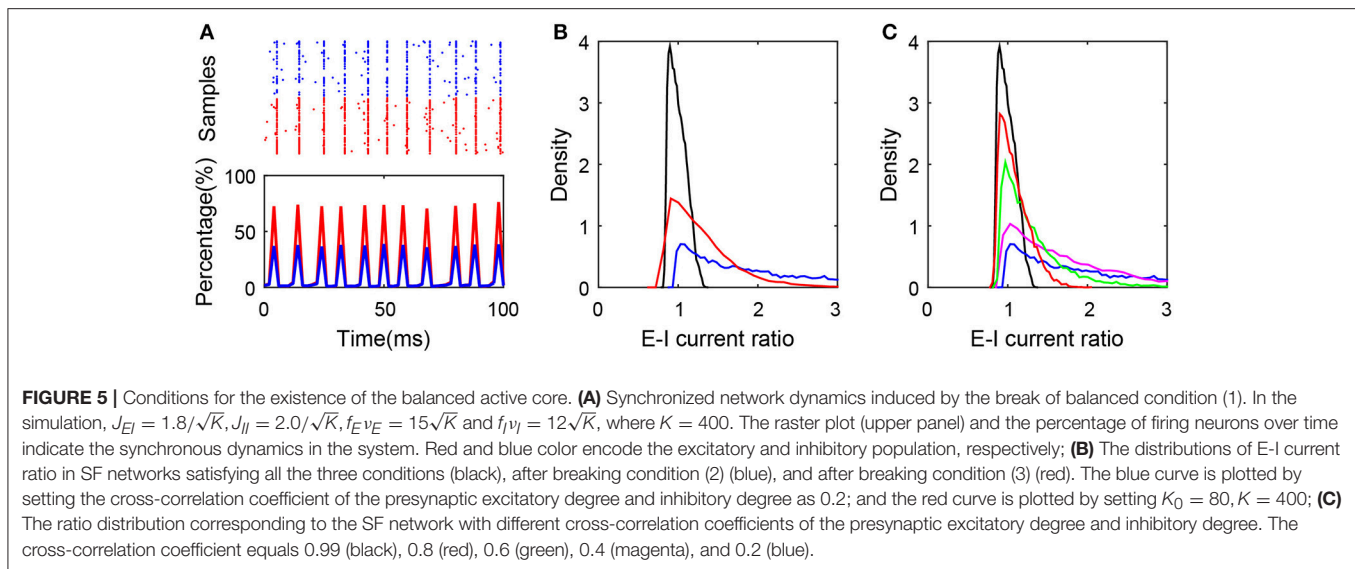 A
Samples
Percentage(%)
100
50
0
0 50 100
Time(ms)
B
Density
4
3
2
1
0
0 1 2 3
E-I current ratio
C
Density
4
3
2
1
0
0 1 2 3
E-I current ratio
FIGURE 5 | Conditions for the existence of the balanced active core. (A) Synchronized network dynamics induced by the break of balanced condition (1). In the
simulation, J_{EI} = 1.8/√K, J_{II} = 2.0/√K, f_Eν_E = 15√K and f_Iν_I = 12√K, where K = 400. The raster plot (upper panel) and the percentage of firing neurons over time
indicate the synchronous dynamics in the system. Red and blue color encode the excitatory and inhibitory population, respectively; (B) The distributions of E-I current
ratio in SF networks satisfying all the three conditions (black), after breaking condition (2) (blue), and after breaking condition (3) (red). The blue curve is plotted by
setting the cross-correlation coefficient of the presynaptic excitatory degree and inhibitory degree as 0.2; and the red curve is plotted by setting K_0 = 80, K = 400; (C)
The ratio distribution corresponding to the SF network with different cross-correlation coefficients of the presynaptic excitatory degree and inhibitory degree. The
cross-correlation coefficient equals 0.99 (black), 0.8 (red), 0.6 (green), 0.4 (magenta), and 0.2 (blue).